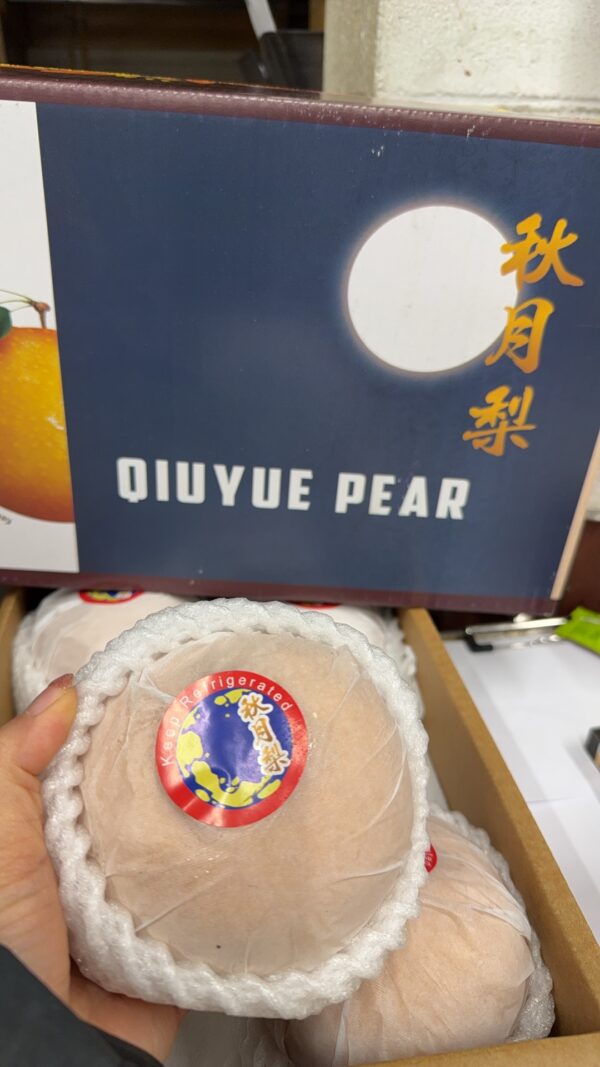 秋月梨
QIUYUE PEAR
Keep Refrigerated
秋月梨